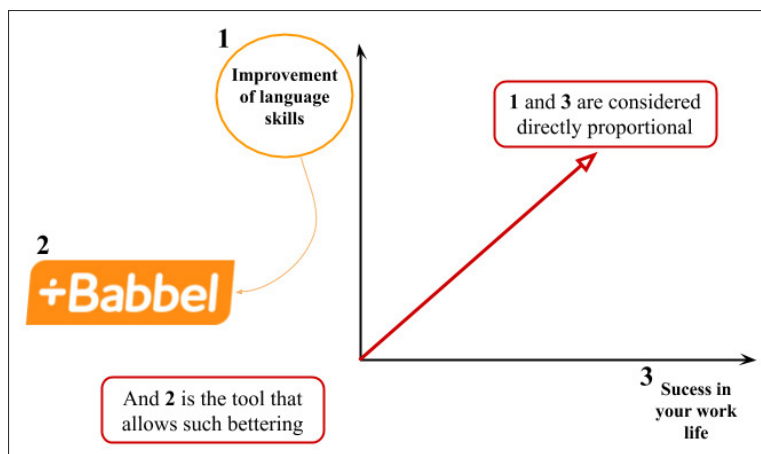 1
Improvement
of language
skills
1 and 3 are considered
directly proportional
2
+Babbel
3
Sucess in
your work
life
And 2 is the tool that
allows such bettering